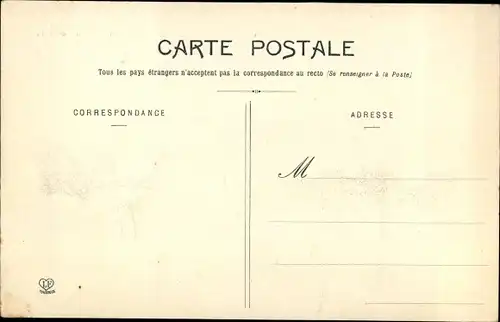 CARTE POSTALE
Tous les pays étrangers n'acceptent pas la correspondance au recto (Se renseigner à la Poste)
CORRESPONDANCE
ADRESSE
M